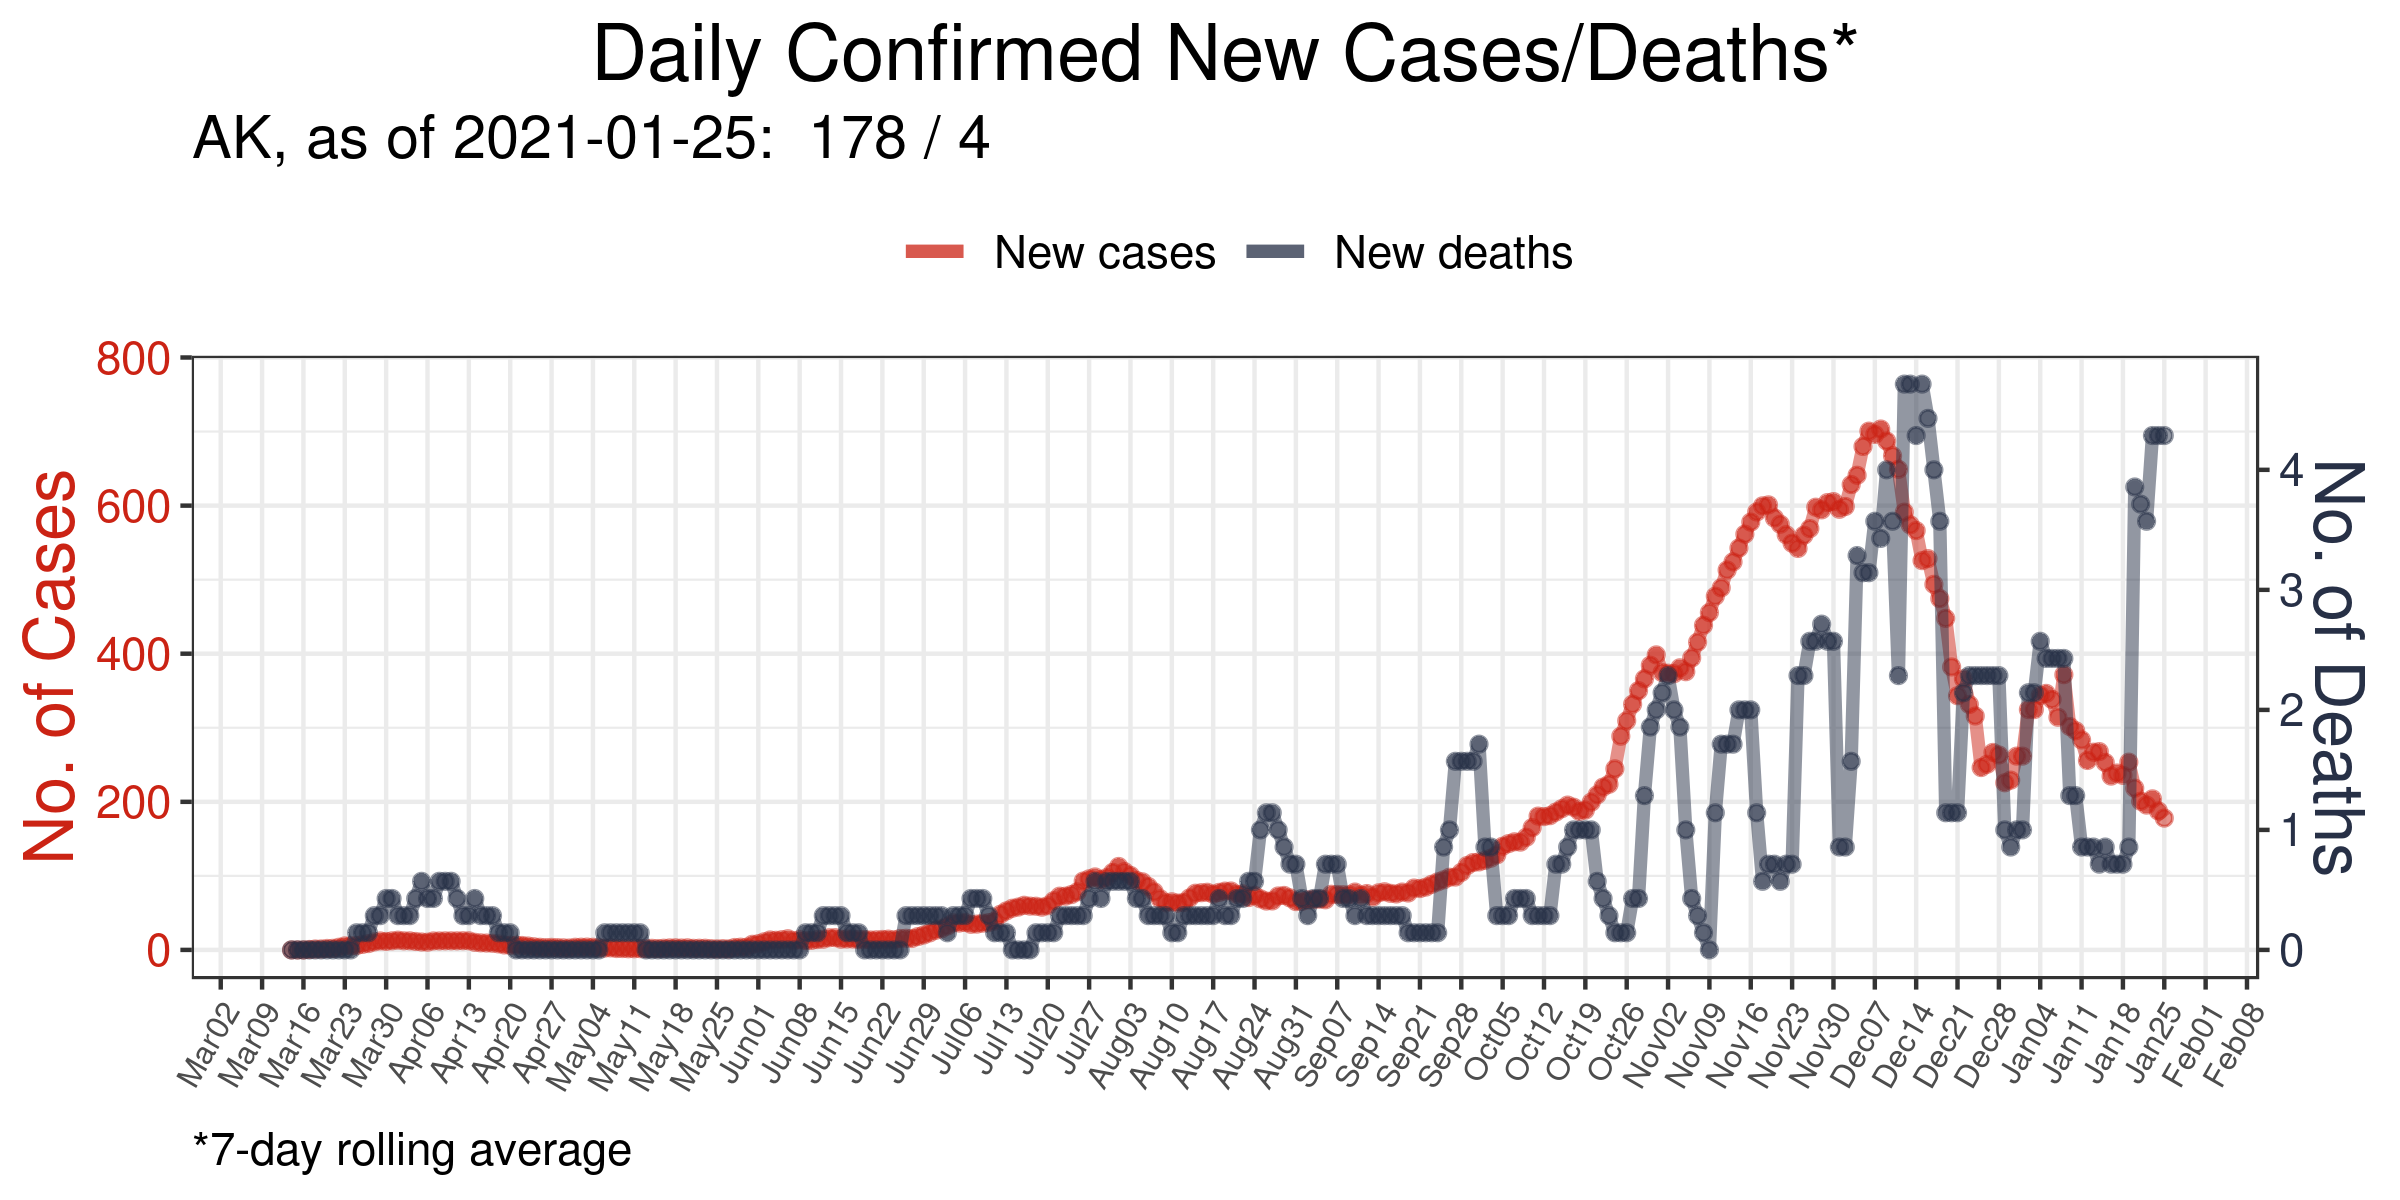 Daily Confirmed New Cases/Deaths*
AK, as of 2021-01-25:  178 / 4
New cases New deaths
No. of Cases
800
600
400
200
0
4
3
2
1
0
No. of Deaths
Mar02 Mar09 Mar16 Mar23 Mar30 Apr06 Apr13 Apr20 Apr27 May04 May11 May18 May25 Jun01 Jun08 Jun15 Jun22 Jun29 Jul06 Jul13 Jul20 Jul27 Aug03 Aug10 Aug17 Aug24 Aug31 Sep07 Sep14 Sep21 Sep28 Oct05 Oct12 Oct19 Oct26 Nov02 Nov09 Nov16 Nov23 Nov30 Dec07 Dec14 Dec21 Dec28 Jan04 Jan11 Jan18 Jan25 Feb01 Feb08
*7-day rolling average